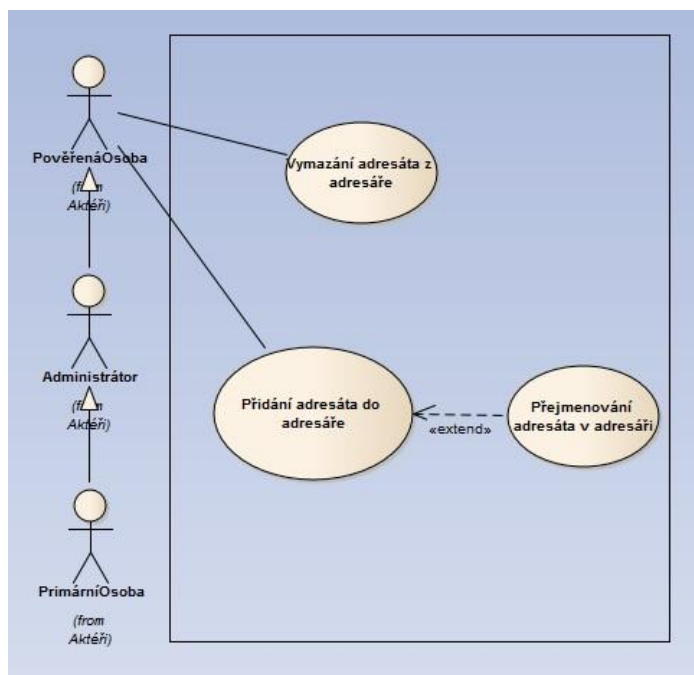 PověřenáOsoba
(from
Aktéři)
Vymazání adresáta z
adresáře
Administrátor
(from
Aktéři)
Přidání adresáta do
adresáře
«extend»
Přejmenování
adresáta v adresáři
PrimárníOsoba
(from
Aktéři)